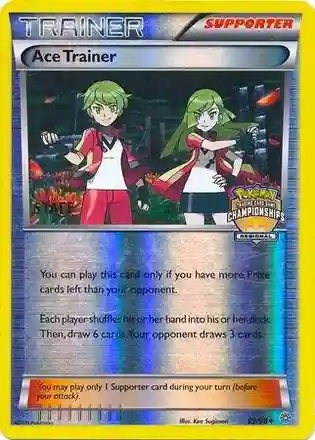 TRAINER
SUPPORTER
Ace Trainer
STAFF
Pokémon
TRADING CARD GAME
CHAMPIONSHIPS
REGIONAL
You can play this card only if you have more Prize
cards left than your opponent.
Each player shuffles his or her hand into his or her deck.
Then, draw 6 cards. Your opponent draws 3 cards.
You may play only 1 Supporter card during your turn (before
your attack).
Illus. Ken Sugimori
69/98